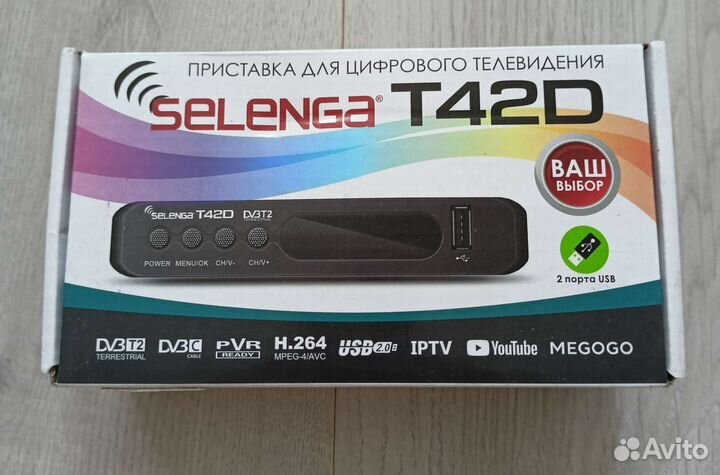 ПРИСТАВКА ДЛЯ ЦИФРОВОГО ТЕЛЕВИДЕНИЯ
SELENGA® T42D
ВАШ
ВЫБОР
SELENGA T42D DVB T2
TERRESTRIAL
POWER MENU/OK CH/V- CH/V+
2 порта USB
DVB T2
TERRESTRIAL
DVB C
CABLE
PVR
READY
H.264
MPEG-4/AVC
USB 2.0
IPTV
YouTube
MEGOGO
Avito